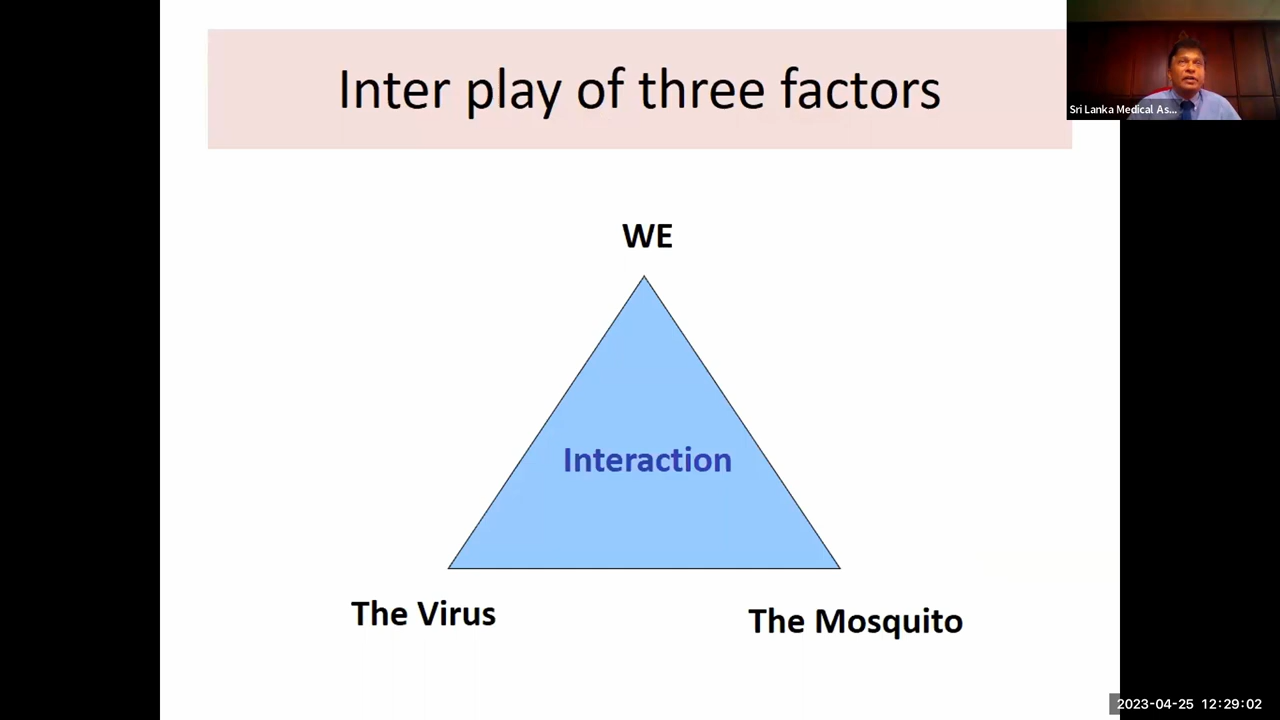 Inter play of three factors
Sri Lanka Medical As...
WE
Interaction
The Virus
The Mosquito
2023-04-25 12:29:02